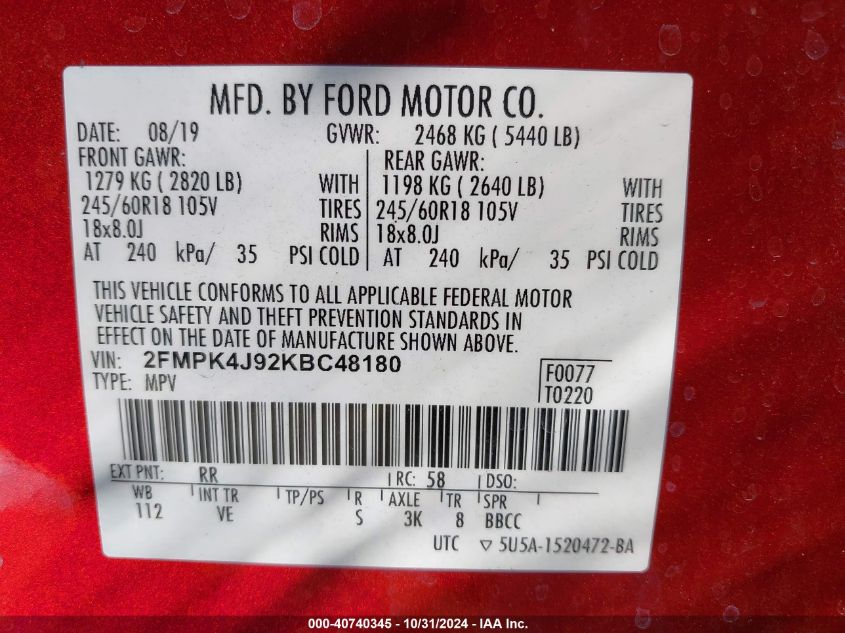 MFD. BY FORD MOTOR CO.
DATE: 08/19 GVWR: 2468 KG ( 5440 LB)
FRONT GAWR: REAR GAWR:
1279 KG ( 2820 LB) WITH 1198 KG ( 2640 LB) WITH
245/60R18 105V TIRES 245/60R18 105V TIRES
18x8.0J RIMS 18x8.0J RIMS
AT 240 kPa/ 35 PSI COLD AT 240 kPa/ 35 PSI COLD
THIS VEHICLE CONFORMS TO ALL APPLICABLE FEDERAL MOTOR
VEHICLE SAFETY AND THEFT PREVENTION STANDARDS IN
EFFECT ON THE DATE OF MANUFACTURE SHOWN ABOVE.
VIN: 2FMPK4J92KBC48180
TYPE: MPV
F0077
T0220
EXT PNT: RR RC: 58 DSO:
WB INT TR TP/PS R AXLE TR SPR
112 VE S 3K 8 BBCC
UTC ▽ 5U5A-1520472-BA
000-40740345 - 10/31/2024 - IAA Inc.